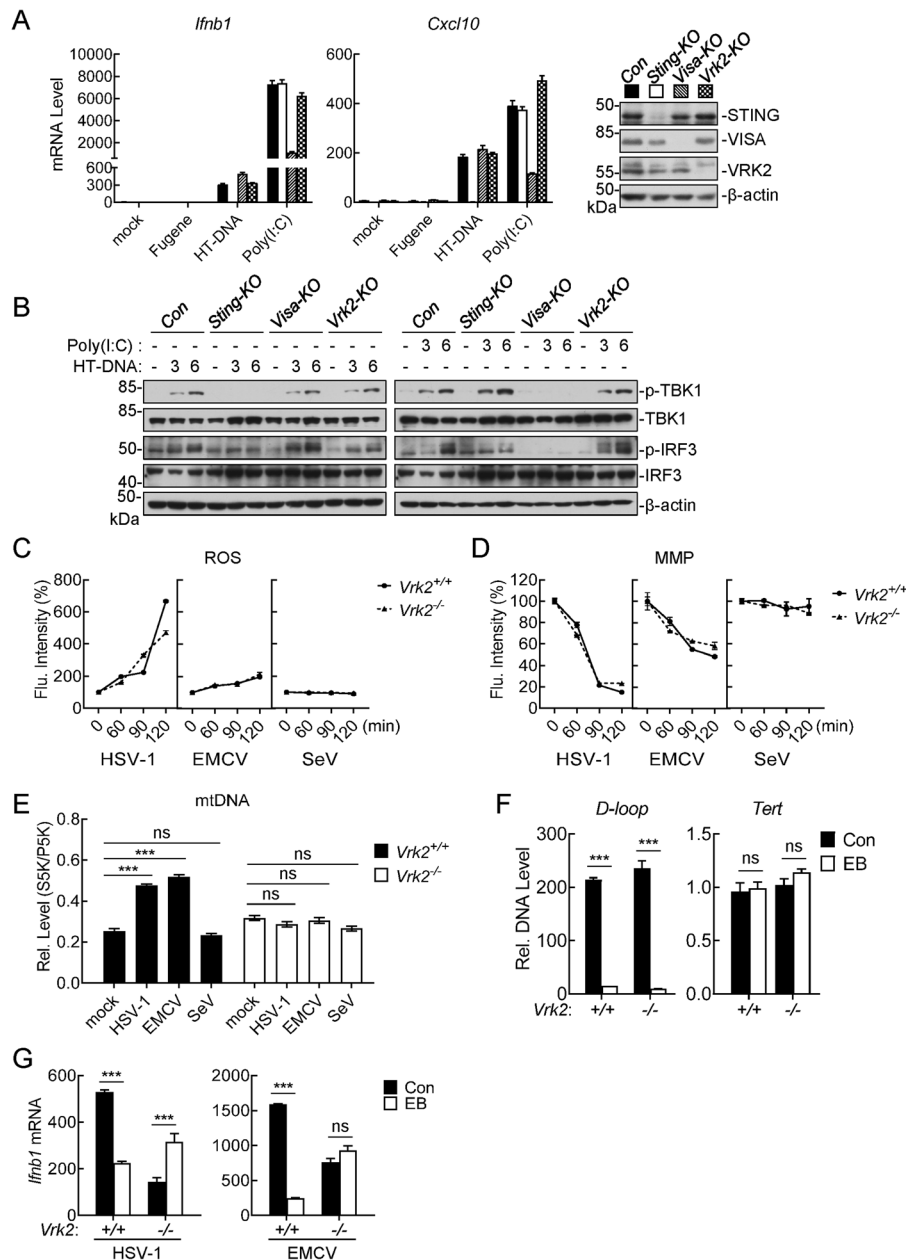 A
Ifnb1
Cxcl10
mRNA Level
10000
8000
6000
4000
2000
600
300
0
mock
Fugene
HT-DNA
Poly(I:C)
600
400
200
0
mock
Fugene
HT-DNA
Poly(I:C)
Con
Sting-KO
Visa-KO
Vrk2-KO
50-
-STING
85-
-VISA
55-
-VRK2
50-
-β-actin
kDa
B
Con Sting-KO Visa-KO Vrk2-KO Con Sting-KO Visa-KO Vrk2-KO
Poly(I:C) : - - - - - - - - - - - - - 3 6 - 3 6 - 3 6 - 3 6
HT-DNA: - 3 6 - 3 6 - 3 6 - 3 6 - - - - - - - - - - - -
85-
-p-TBK1
85-
-TBK1
50-
-p-IRF3
40-
-IRF3
50-
-β-actin
kDa
C
ROS
Flu. Intensity (%)
800
600
400
200
0
0 60 90 120 0 60 90 120 0 60 90 120 (min)
HSV-1 EMCV SeV
Vrk2+/+
Vrk2-/-
D
MMP
Flu. Intensity (%)
120
100
80
60
40
20
0
0 60 90 120 0 60 90 120 0 60 90 120 (min)
HSV-1 EMCV SeV
Vrk2+/+
Vrk2-/-
E
mtDNA
Rel. Level (S5K/P5K)
0.8
0.6
0.4
0.2
0.0
ns
***
***
ns
ns
ns
mock HSV-1 EMCV SeV mock HSV-1 EMCV SeV
Vrk2+/+
Vrk2-/-
F
D-loop
Tert
Rel. DNA Level
300
200
100
0
*** ***
1.5
1.0
0.5
0.0
ns ns
Con
EB
Vrk2: +/+ -/- +/+ -/-
G
Ifnb1 mRNA
600
400
200
0
***
***
2000
1500
1000
500
0
***
ns
Con
EB
Vrk2: +/+ -/- +/+ -/-
HSV-1 EMCV